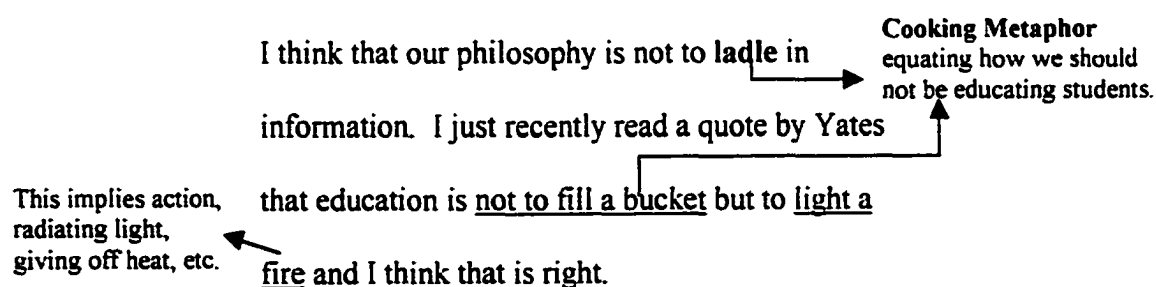 Cooking Metaphor
equating how we should
not be educating students.
I think that our philosophy is not to ladle in
information. I just recently read a quote by Yates
that education is not to fill a bucket but to light a
fire and I think that is right.
This implies action,
radiating light,
giving off heat, etc.